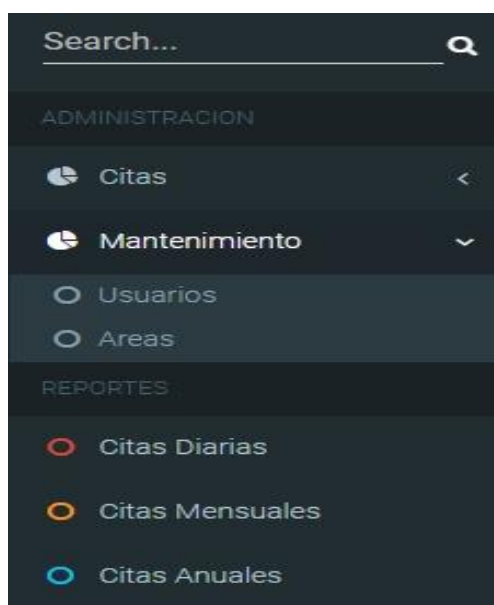 Search...
ADMINISTRACION
Citas
Mantenimiento
Usuarios
Areas
REPORTES
Citas Diarias
Citas Mensuales
Citas Anuales